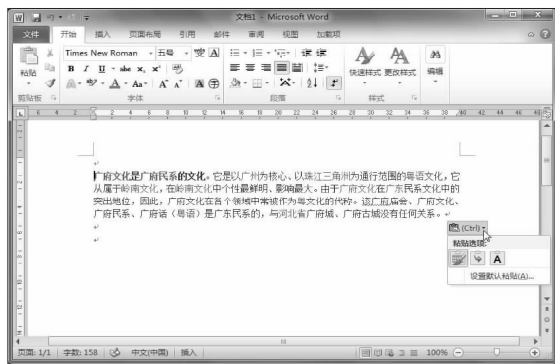 文档1 - Microsoft Word
文件 开始 插入 页面布局 引用 邮件 审阅 视图 加载项
粘贴
Times New Roman 五号
快速样式 更改样式 编辑
剪贴板 字体 段落 样式
广府文化是广府民系的文化。它是以广州为核心、以珠江三角洲为通行范围的粤语文化，它
从属于岭南文化，在岭南文化中个性最鲜明、影响最大。由于广府文化在广东民系文化中的
突出地位，因此，广府文化在各个领域中常被作为粤文化的代称。该广府庙会、广府文化、
广府民系、广府话（粤语）是广东民系的，与河北省广府城、广府古城没有任何关系。
(Ctrl)
粘贴选项:
设置默认粘贴(A)...
页面: 1/1 字数: 158 中文(中国) 插入 100%